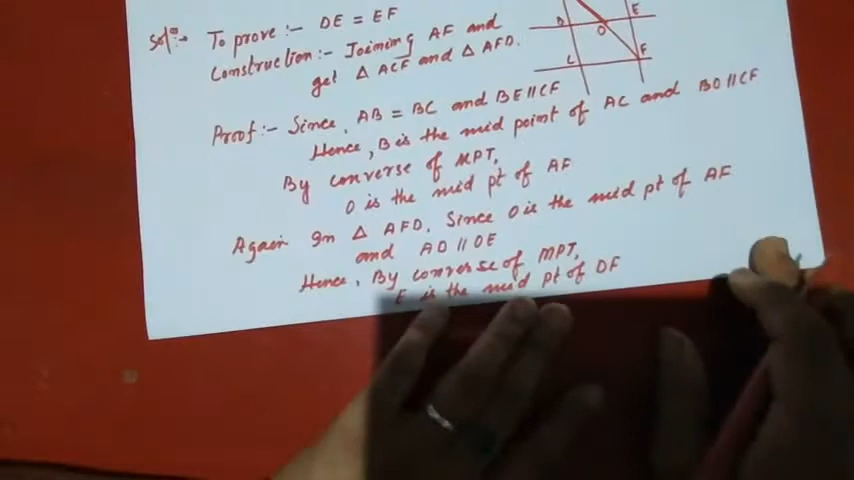 Solⁿ:- To prove :- DE = EF
Construction :- Joining AF and
get △ ACF and △ AFD.
Proof :- Since, AB = BC and BE॥CF
Hence, B is the mid point of AC and BO॥CF
By converse of MPT,
O is the mid pt of AF
Again In △ AFD, Since O is the mid pt of AF
and AD ॥ OE
Hence, By converse of MPT,
E is the mid pt of DF
E
O
F